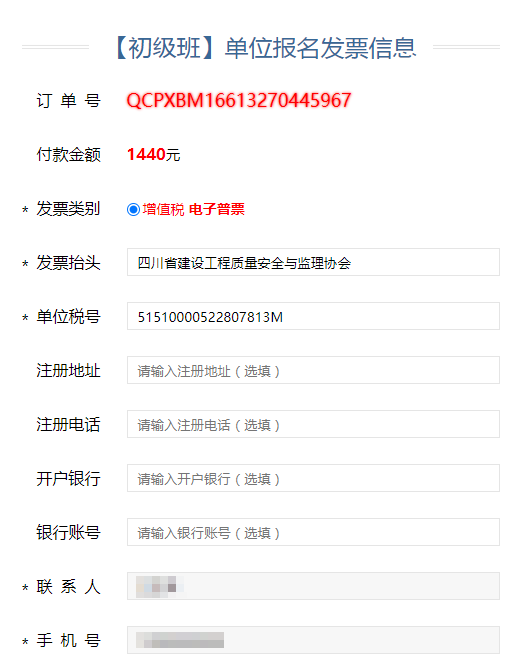 【初级班】单位报名发票信息
订 单 号 QCPXBM16613270445967
付款金额 1440元
* 发票类别 增值税 电子普票
* 发票抬头 四川省建设工程质量安全与监理协会
* 单位税号 51510000522807813M
注册地址 请输入注册地址（选填）
注册电话 请输入注册电话（选填）
开户银行 请输入开户银行（选填）
银行账号 请输入银行账号（选填）
* 联 系 人
* 手 机 号